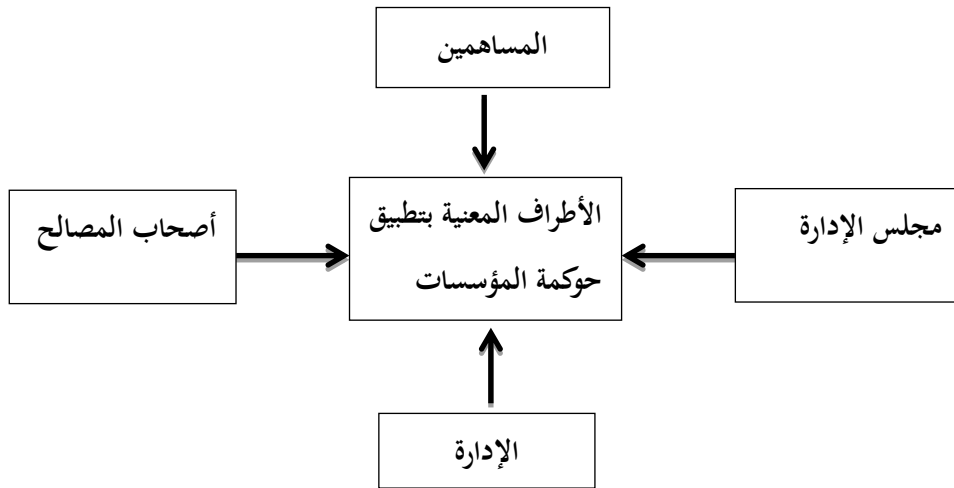 المساهمين
الأطراف المعنية بتطبيق
حوكمة المؤسسات
مجلس الإدارة
أصحاب المصالح
الإدارة